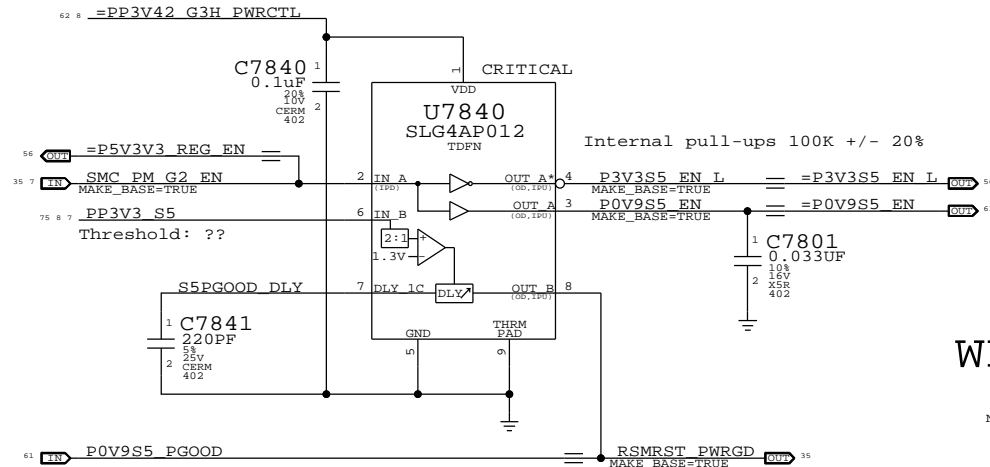 62 8 =PP3V42_G3H_PWRCTL
C7840
0.1uF
20%
10V
CERM
402
1
2
1
VDD
CRITICAL
U7840
SLG4AP012
TDFN
Internal pull-ups 100K +/- 20%
56 OUT =P5V3V3_REG_EN
35 7 IN SMC_PM_G2_EN
MAKE_BASE=TRUE
2 IN_A
(IPD)
OUT_A* 4 P3V3S5_EN_L =P3V3S5_EN_L OUT
(OD,IPU)
MAKE_BASE=TRUE
75 8 7 PP3V3_S5
6 IN_B
OUT_A 3 P0V9S5_EN =P0V9S5_EN OUT
(OD,IPU)
MAKE_BASE=TRUE
Threshold: ??
2:1
+
1.3V
-
1
C7801
0.033UF
10%
16V
X5R
402
2
S5PGOOD_DLY 7 DLY_1C DLY OUT_B 8
(OD,IPU)
1
C7841
220PF
5%
25V
CERM
402
2
GND
5
THRM
PAD
9
61 IN P0V9S5_PGOOD
RSMRST_PWRGD OUT 35
MAKE_BASE=TRUE